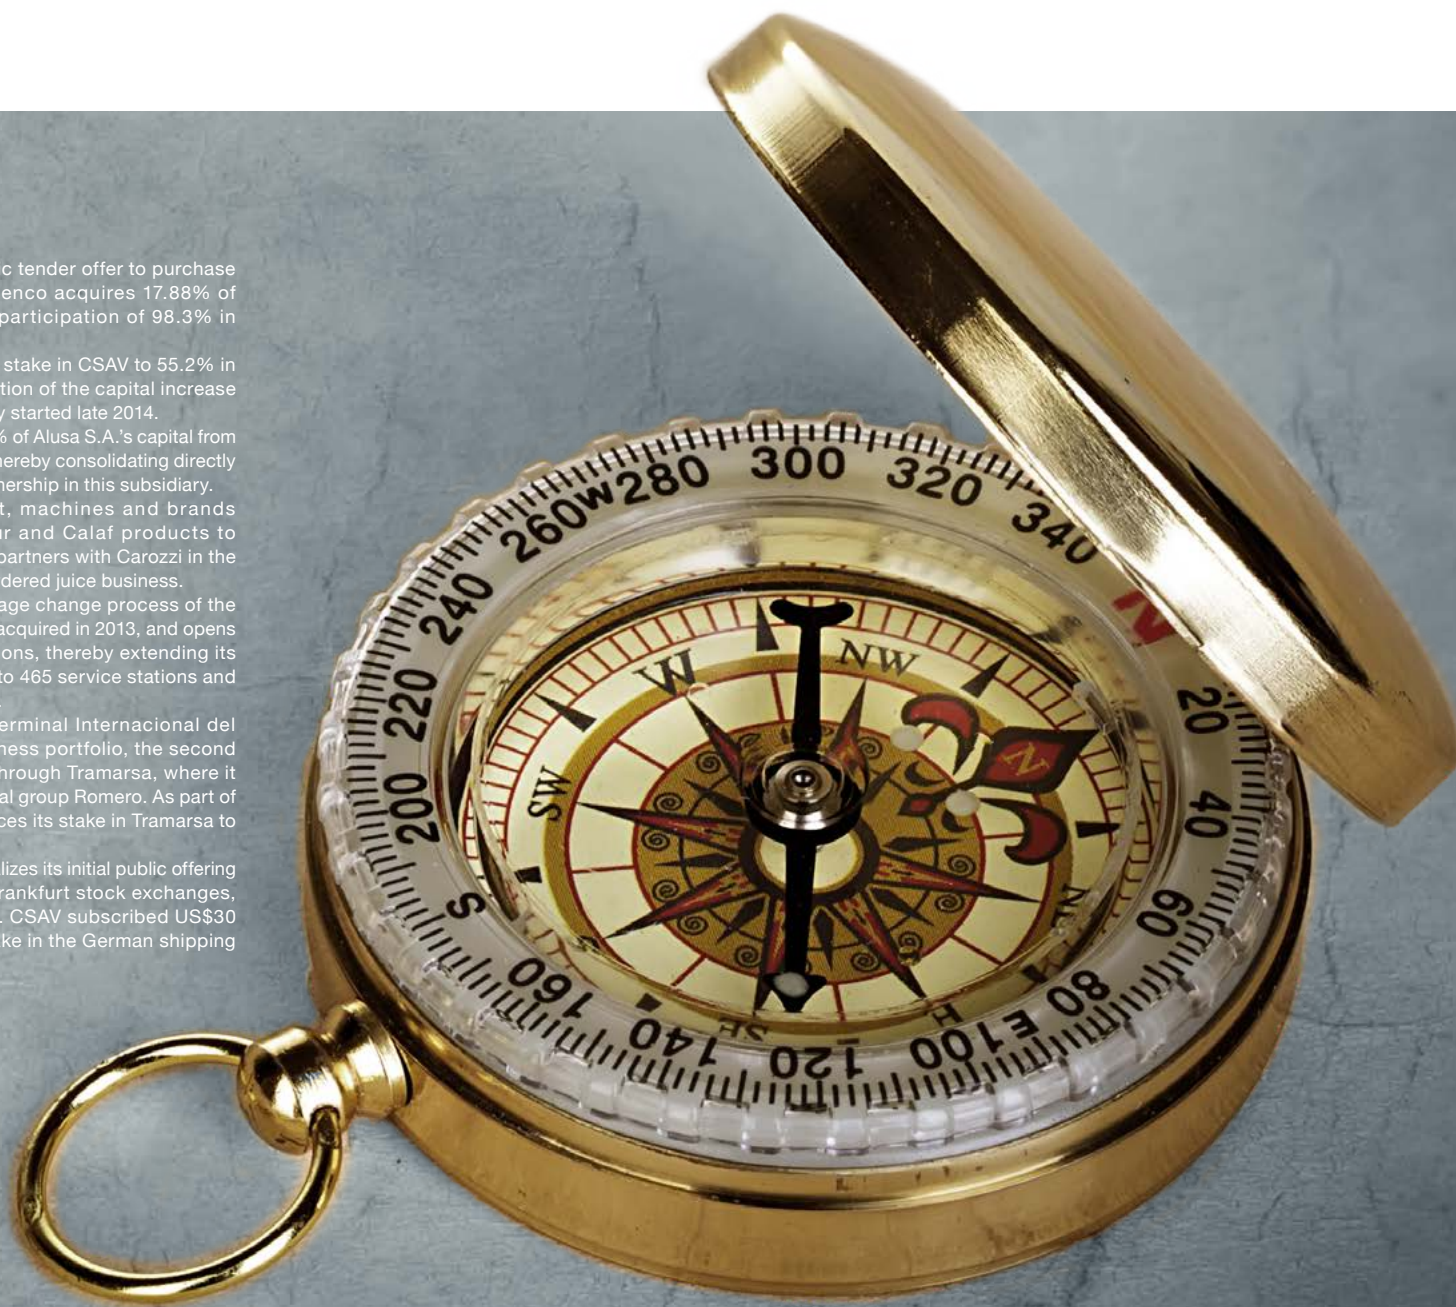 c tender offer to purchase
enco acquires 17.88% of
participation of 98.3% in
stake in CSAV to 55.2% in
tion of the capital increase
y started late 2014.
% of Alusa S.A.'s capital from
hereby consolidating directly
nership in this subsidiary.
t, machines and brands
ur and Calaf products to
partners with Carozzi in the
dered juice business.
age change process of the
acquired in 2013, and opens
ons, thereby extending its
to 465 service stations and
erminal Internacional del
ness portfolio, the second
hrough Tramarsa, where it
al group Romero. As part of
ces its stake in Tramarsa to
lizes its initial public offering
rankfurt stock exchanges,
. CSAV subscribed US$30
ke in the German shipping
260W280 300 320 340
N
20
40
60
80
E
100
120
140
160
S
200
220
240
W
NW
N
SW
SE